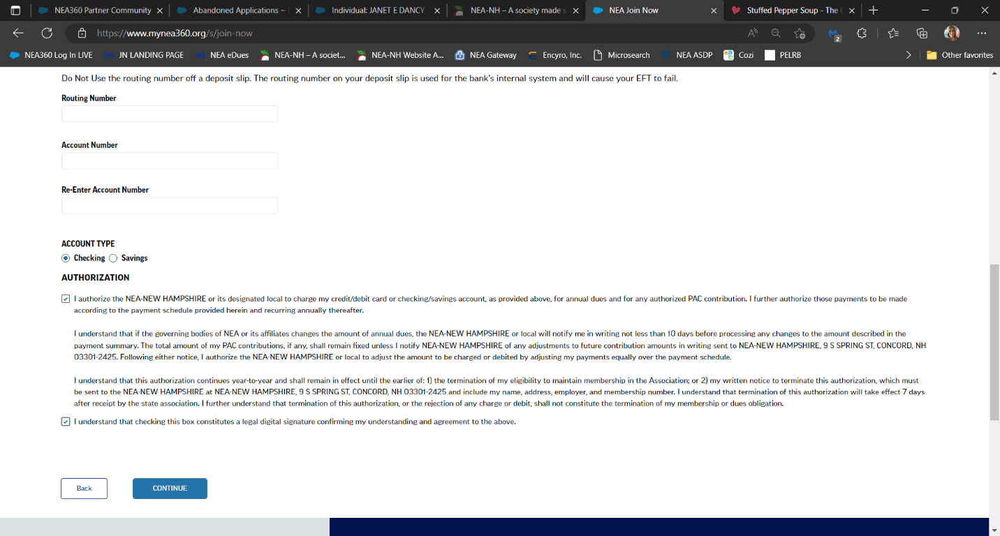 NEA360 Partner Community
Abandoned Applications ~
Individual: JANET E DANCY
NEA-NH – A society made s
NEA Join Now
Stuffed Pepper Soup - The
https://www.mynea360.org/s/join-now
2
NEA360 Log In LIVE
JN LANDING PAGE
NEA eDues
NEA-NH – A societ...
NEA-NH Website A...
NEA Gateway
Encyro, Inc.
Microsearch
NEA ASDP
Cozi
PELRB
Other favorites
Do Not Use the routing number off a deposit slip. The routing number on your deposit slip is used for the bank's internal system and will cause your EFT to fail.
Routing Number
Account Number
Re-Enter Account Number
ACCOUNT TYPE
Checking Savings
AUTHORIZATION
I authorize the NEA-NEW HAMPSHIRE or its designated local to charge my credit/debit card or checking/savings account, as provided above, for annual dues and for any authorized PAC contribution. I further authorize those payments to be made
according to the payment schedule provided herein and recurring annually thereafter.
I understand that if the governing bodies of NEA or its affiliates changes the amount of annual dues, the NEA-NEW HAMPSHIRE or local will notify me in writing not less than 10 days before processing any changes to the amount described in the
payment summary. The total amount of my PAC contributions, if any, shall remain fixed unless I notify NEA-NEW HAMPSHIRE of any adjustments to future contribution amounts in writing sent to NEA-NEW HAMPSHIRE, 9 S SPRING ST, CONCORD, NH
03301-2425. Following either notice, I authorize the NEA-NEW HAMPSHIRE or local to adjust the amount to be charged or debited by adjusting my payments equally over the payment schedule.
I understand that this authorization continues year-to-year and shall remain in effect until the earlier of: 1) the termination of my eligibility to maintain membership in the Association; or 2) my written notice to terminate this authorization, which must
be sent to the NEA-NEW HAMPSHIRE at NEA-NEW HAMPSHIRE, 9 S SPRING ST, CONCORD, NH 03301-2425 and include my name, address, employer, and membership number. I understand that termination of this authorization will take effect 7 days
after receipt by the state association. I further understand that termination of this authorization, or the rejection of any charge or debit, shall not constitute the termination of my membership or dues obligation.
I understand that checking this box constitutes a legal digital signature confirming my understanding and agreement to the above.
Back
CONTINUE